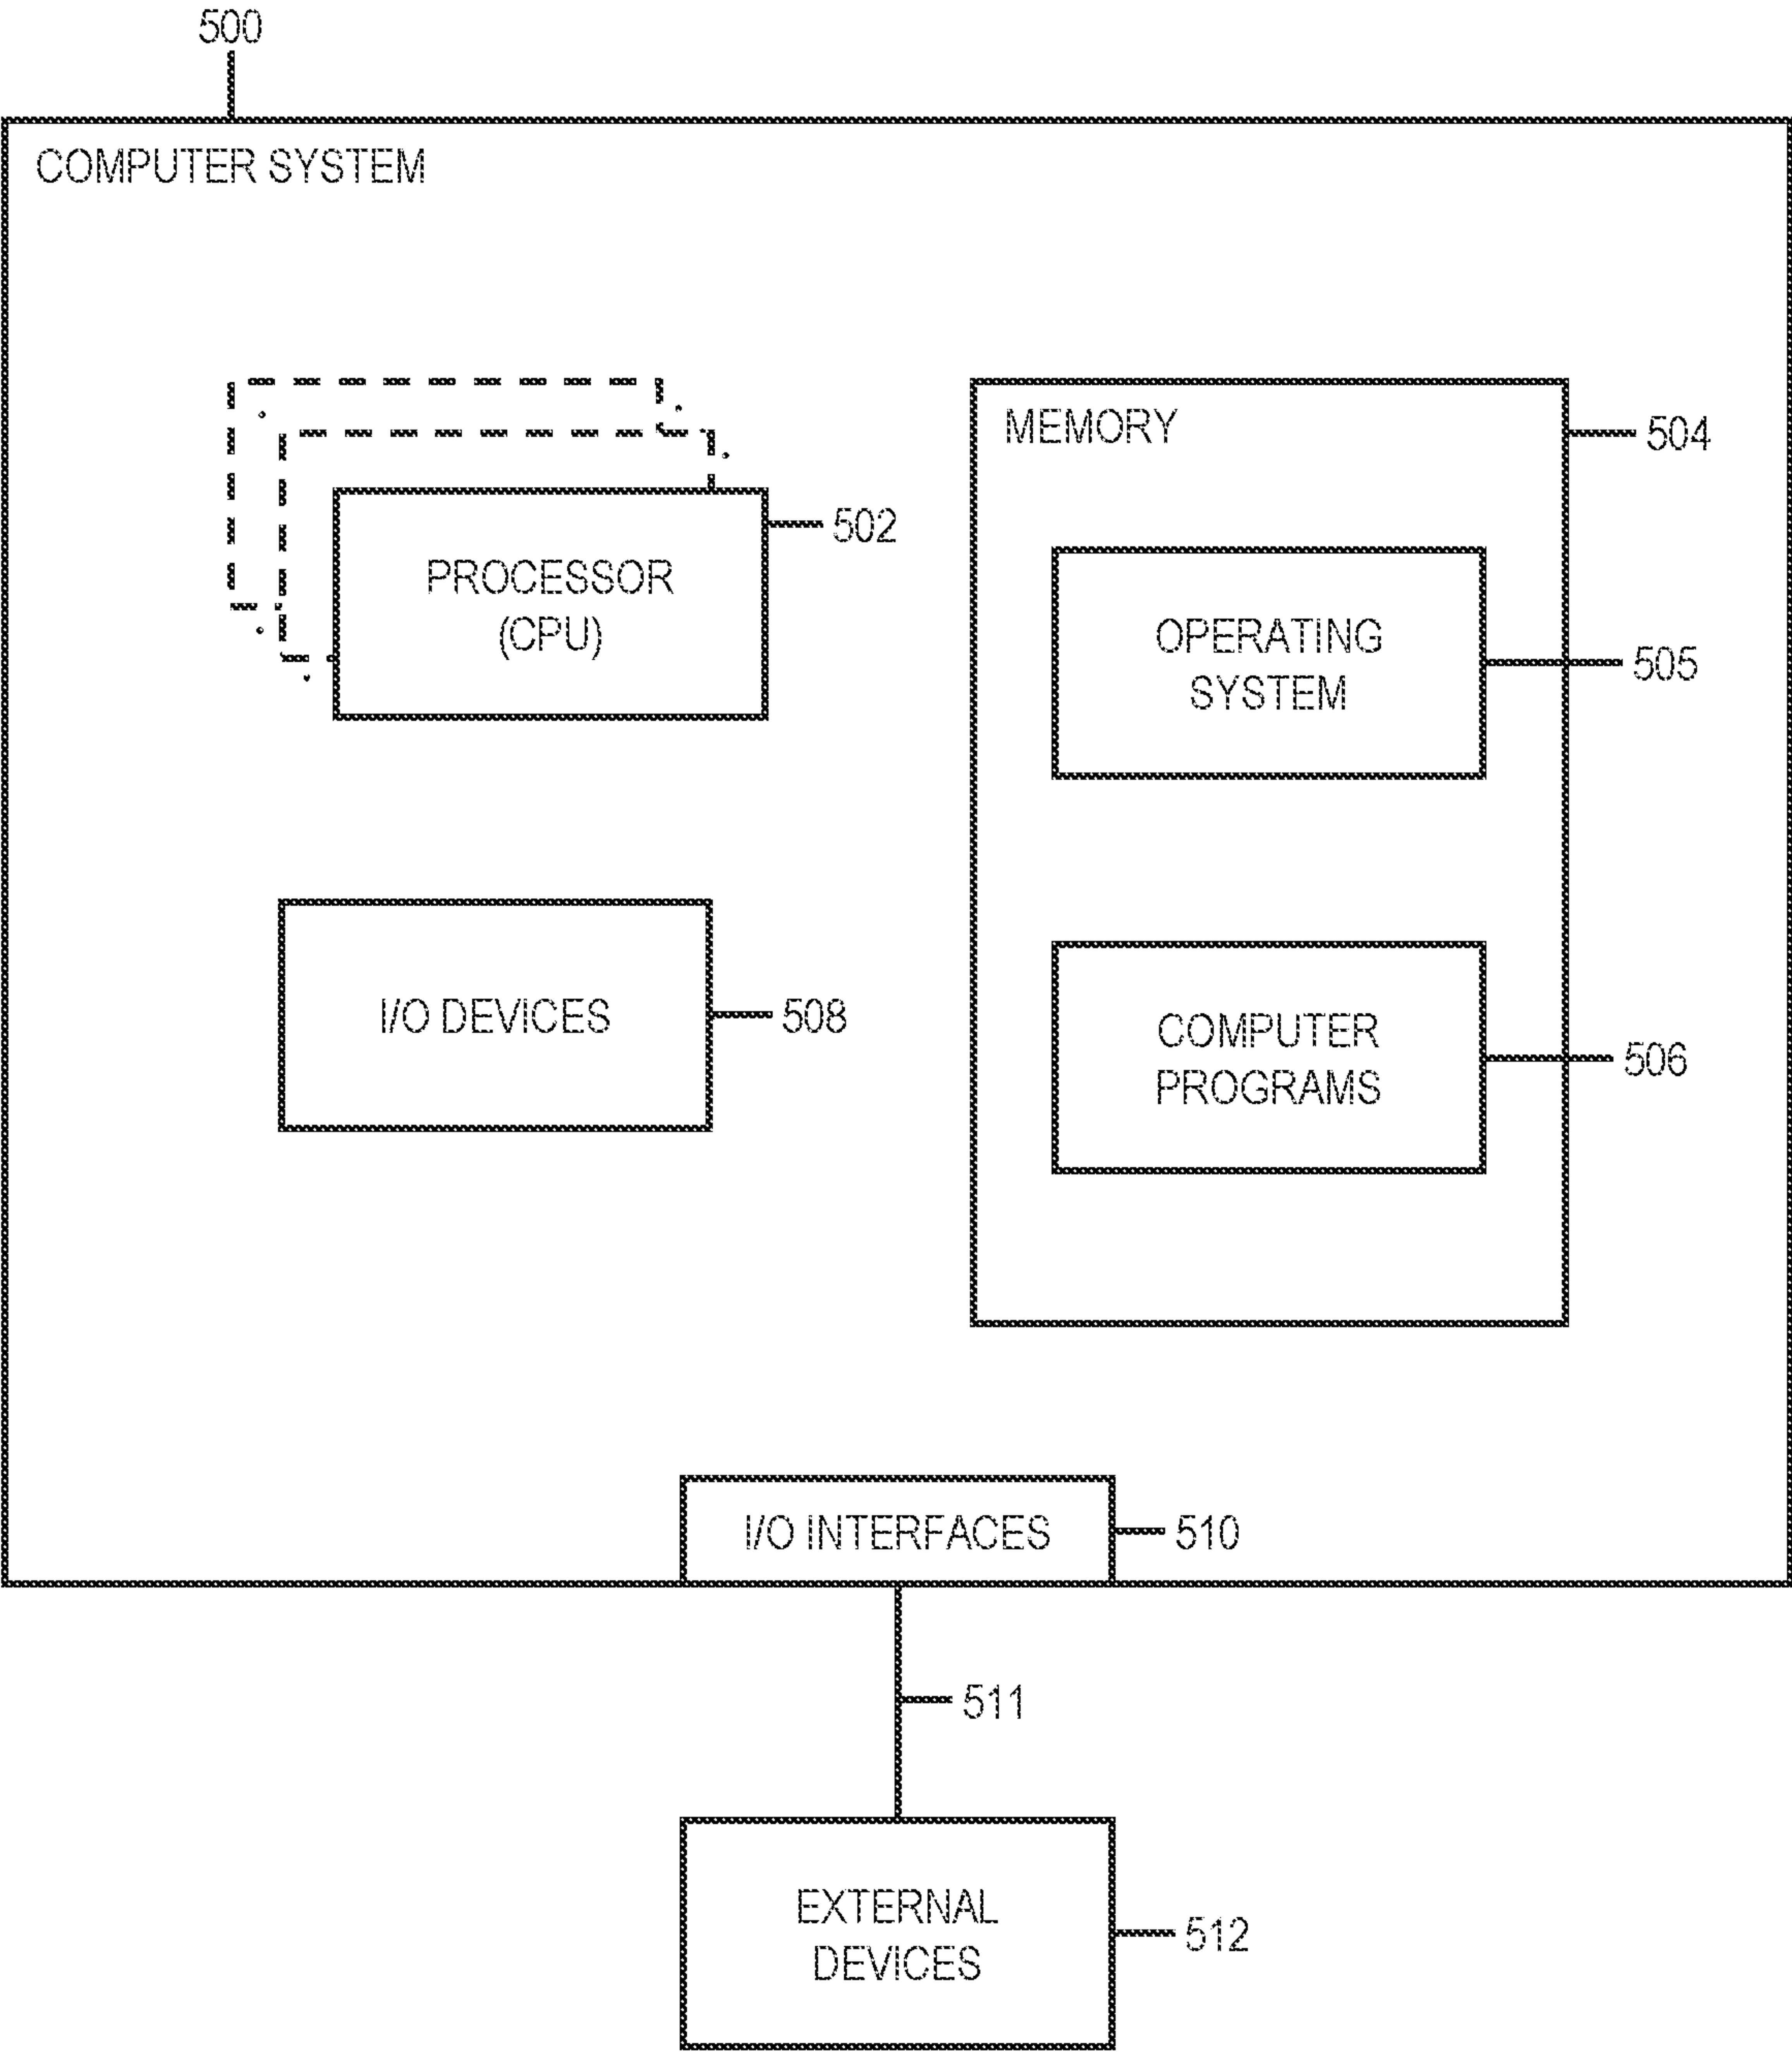 500
COMPUTER SYSTEM
MEMORY
504
502
PROCESSOR
(CPU)
OPERATING
SYSTEM
505
I/O DEVICES
508
COMPUTER
PROGRAMS
506
I/O INTERFACES
510
511
EXTERNAL
DEVICES
512